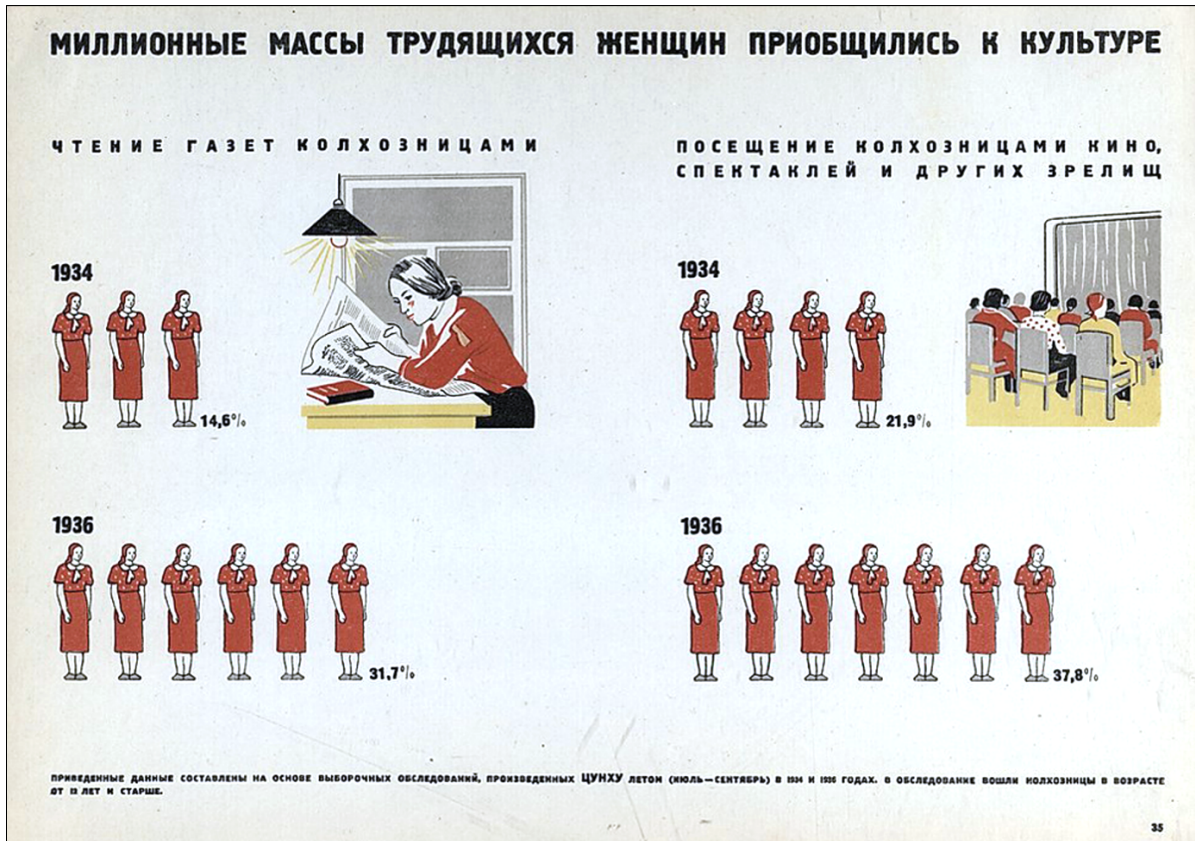 МИЛЛИОННЫЕ МАССЫ ТРУДЯЩИХСЯ ЖЕНЩИН ПРИОБЩИЛИСЬ К КУЛЬТУРЕ
ЧТЕНИЕ ГАЗЕТ КОЛХОЗНИЦАМИ
1934
14,6%
1936
31,7%
ПОСЕЩЕНИЕ КОЛХОЗНИЦАМИ КИНО,
СПЕКТАКЛЕЙ И ДРУГИХ ЗРЕЛИЩ
1934
21,9%
1936
37,8%
ПРИВЕДЕННЫЕ ДАННЫЕ СОСТАВЛЕНЫ НА ОСНОВЕ ВЫБОРОЧНЫХ ОБСЛЕДОВАНИЙ, ПРОИЗВЕДЕННЫХ ЦУНХУ ЛЕТОМ (ИЮЛЬ—СЕНТЯБРЬ) В 1934 И 1936 ГОДАХ. В ОБСЛЕДОВАНИЕ ВОШЛИ КОЛХОЗНИЦЫ В ВОЗРАСТЕ
ОТ ЛЕТ И СТАРШЕ.
35